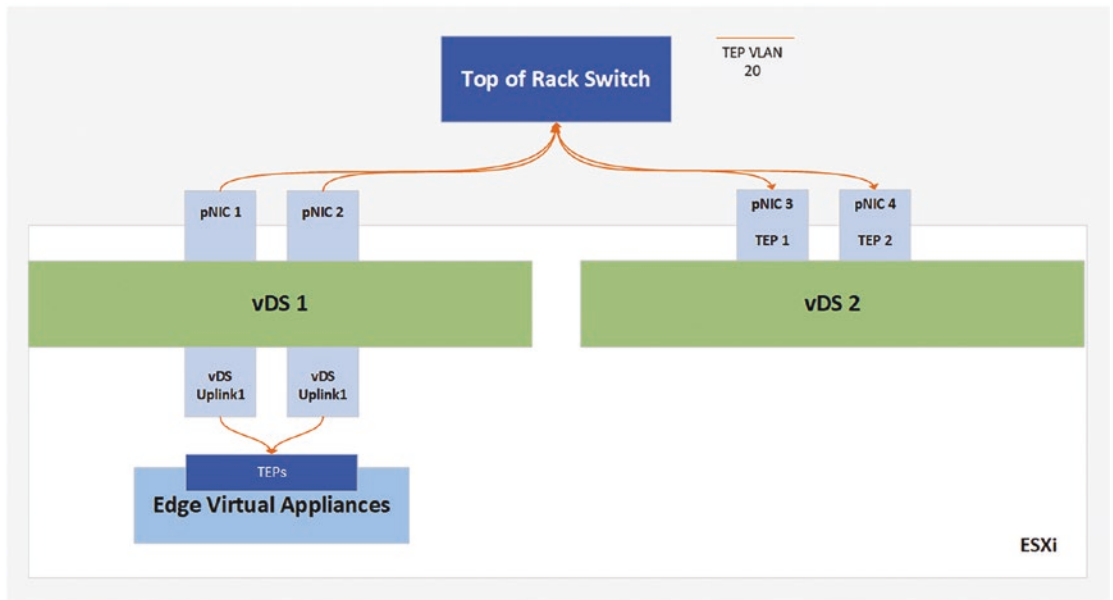 Top of Rack Switch
TEP VLAN
20
pNIC 1
pNIC 2
pNIC 3
TEP 1
pNIC 4
TEP 2
vDS 1
vDS 2
vDS
Uplink1
vDS
Uplink1
TEPs
Edge Virtual Appliances
ESXi